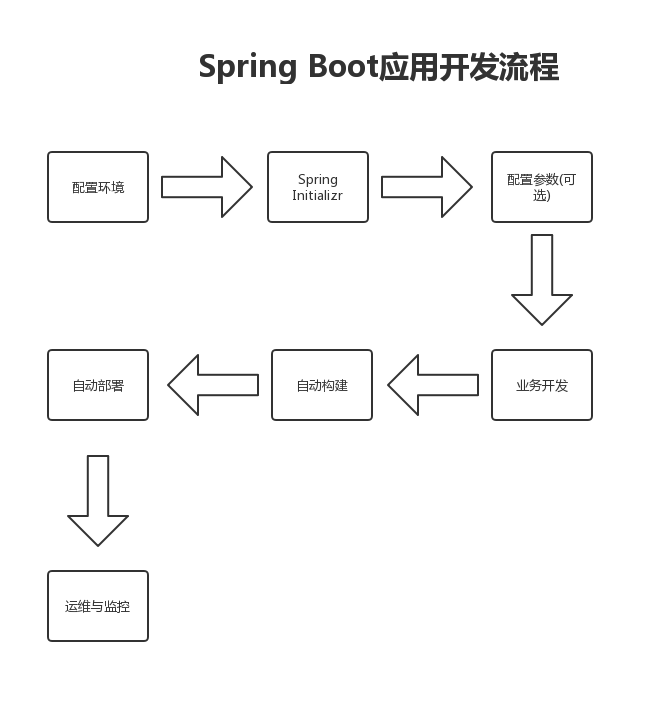 Spring Boot应用开发流程
配置环境
Spring
Initializr
配置参数(可
选)
业务开发
自动构建
自动部署
运维与监控